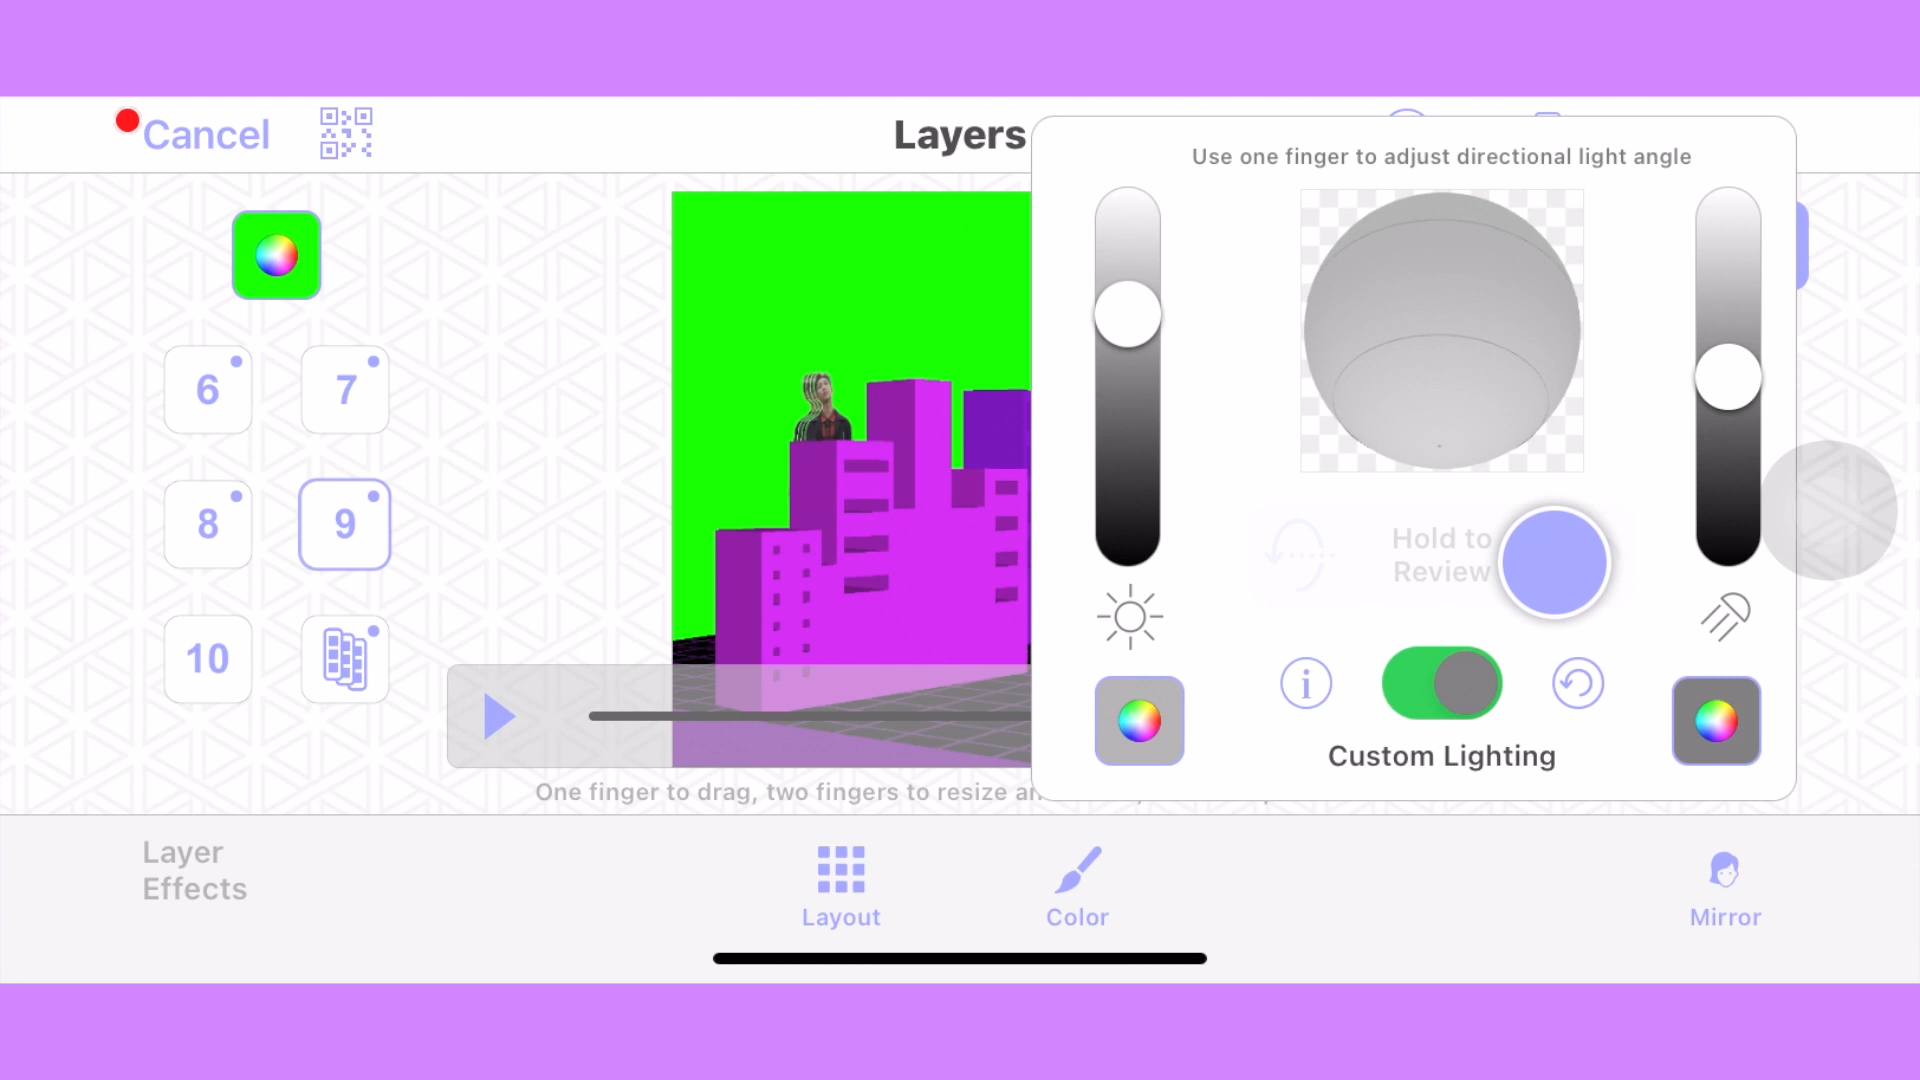 Cancel
Layers
Use one finger to adjust directional light angle
6
7
8
9
10
Hold to
Review
i
Custom Lighting
One finger to drag, two fingers to resize
Layer
Effects
Layout
Color
Mirror